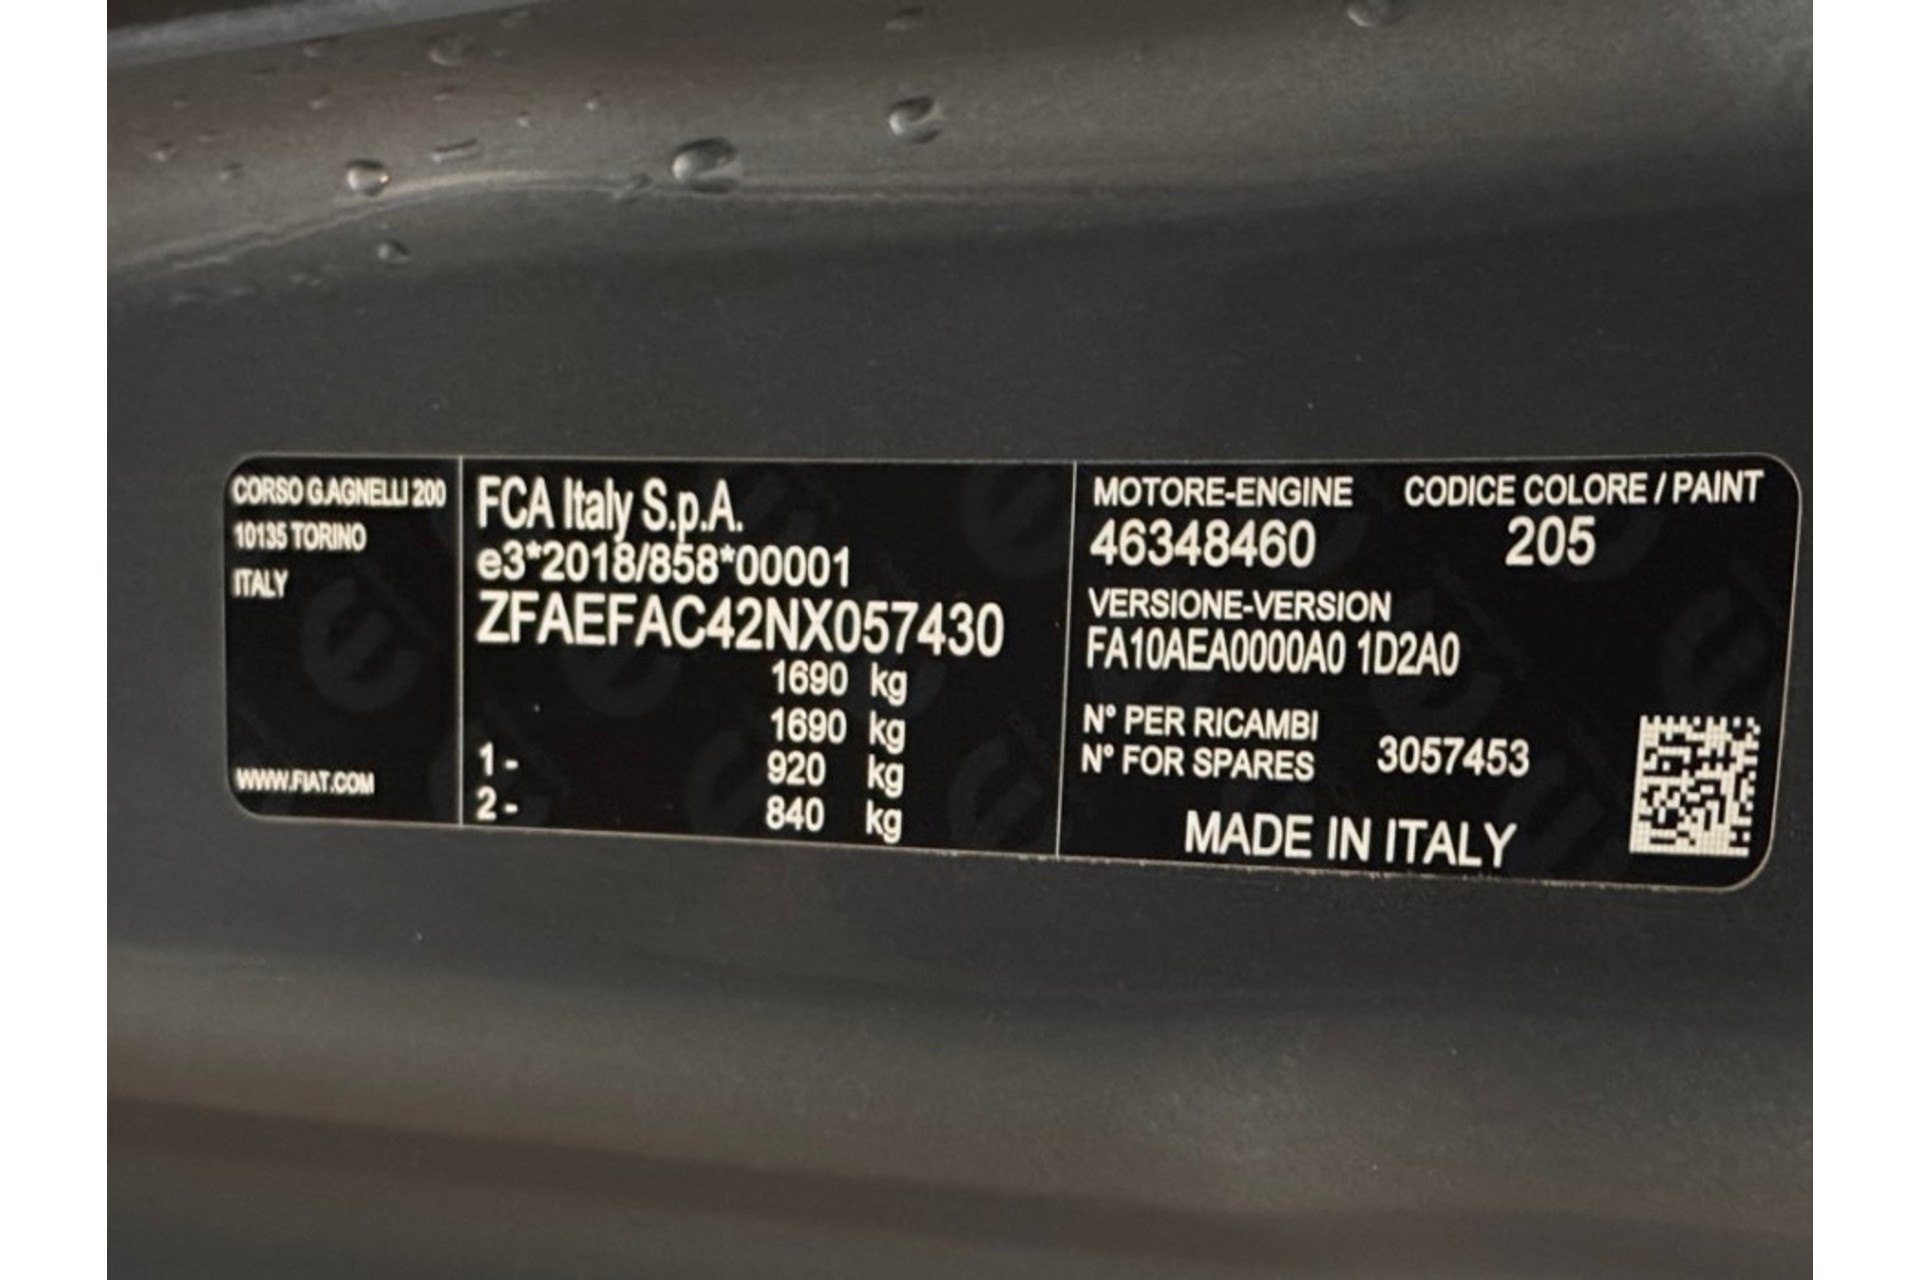 CORSO G.AGNELLI 200
10135 TORINO
ITALY
WWW.FIAT.COM
FCA Italy S.p.A.
e3*2018/858*00001
ZFAEFAC42NX057430
1690 kg
1690 kg
1- 920 kg
2- 840 kg
MOTORE-ENGINE CODICE COLORE / PAINT
46348460 205
VERSIONE-VERSION
FA10AEA0000A0 1D2A0
N° PER RICAMBI
N° FOR SPARES 3057453
MADE IN ITALY